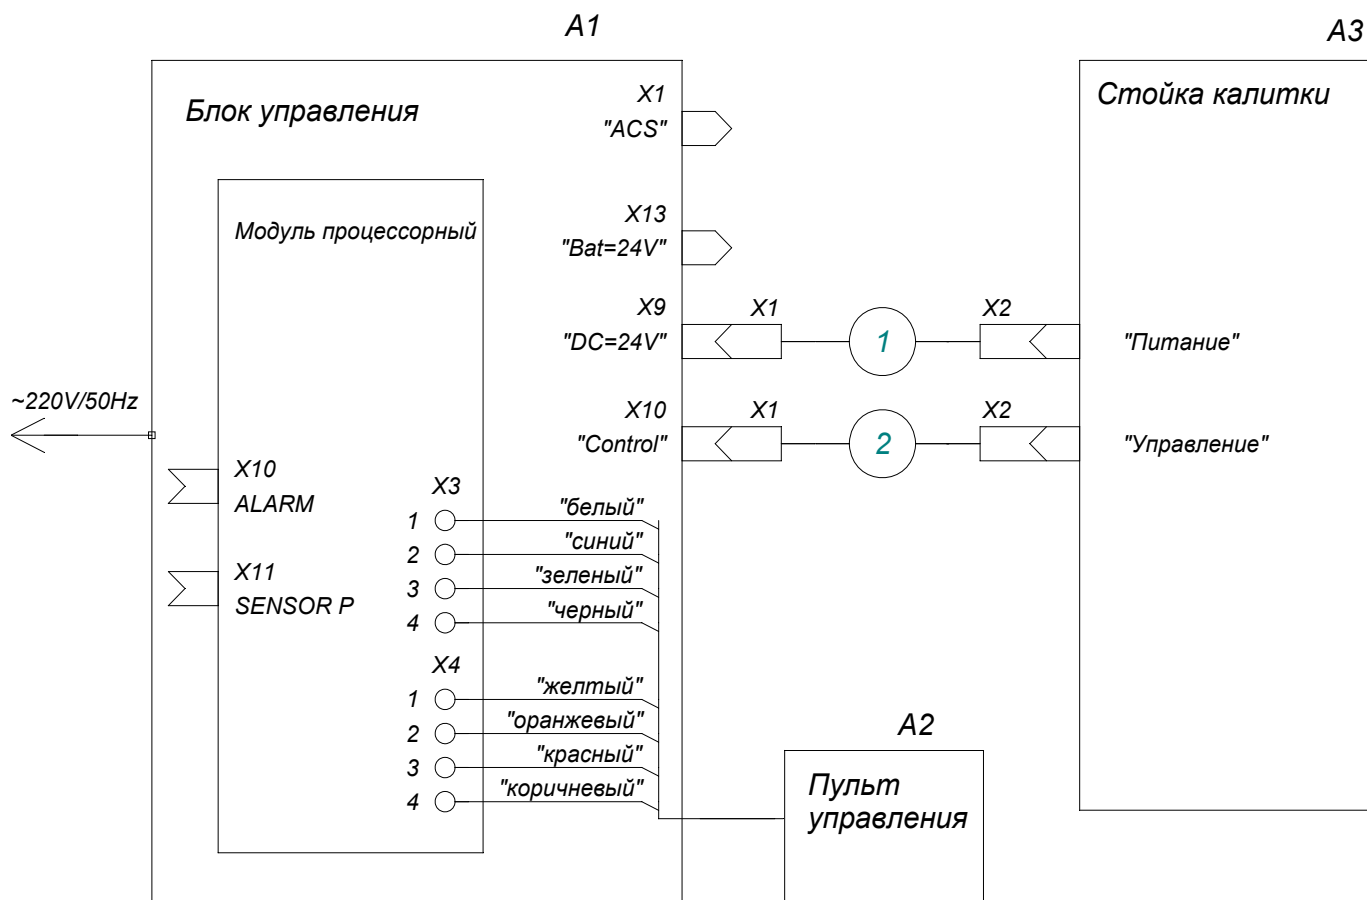 A1
A3
Блок управления
X1
"ACS"
Стойка калитки
Модуль процессорный
X13
"Bat=24V"
X9
"DC=24V"
X1
1
X2
"Питание"
~220V/50Hz
X10
"Control"
X1
2
X2
"Управление"
X10
ALARM
X3
1
"белый"
2
"синий"
X11
SENSOR P
3
"зеленый"
4
"черный"
X4
1
"желтый"
2
"оранжевый"
3
"красный"
4
"коричневый"
A2
Пульт
управления